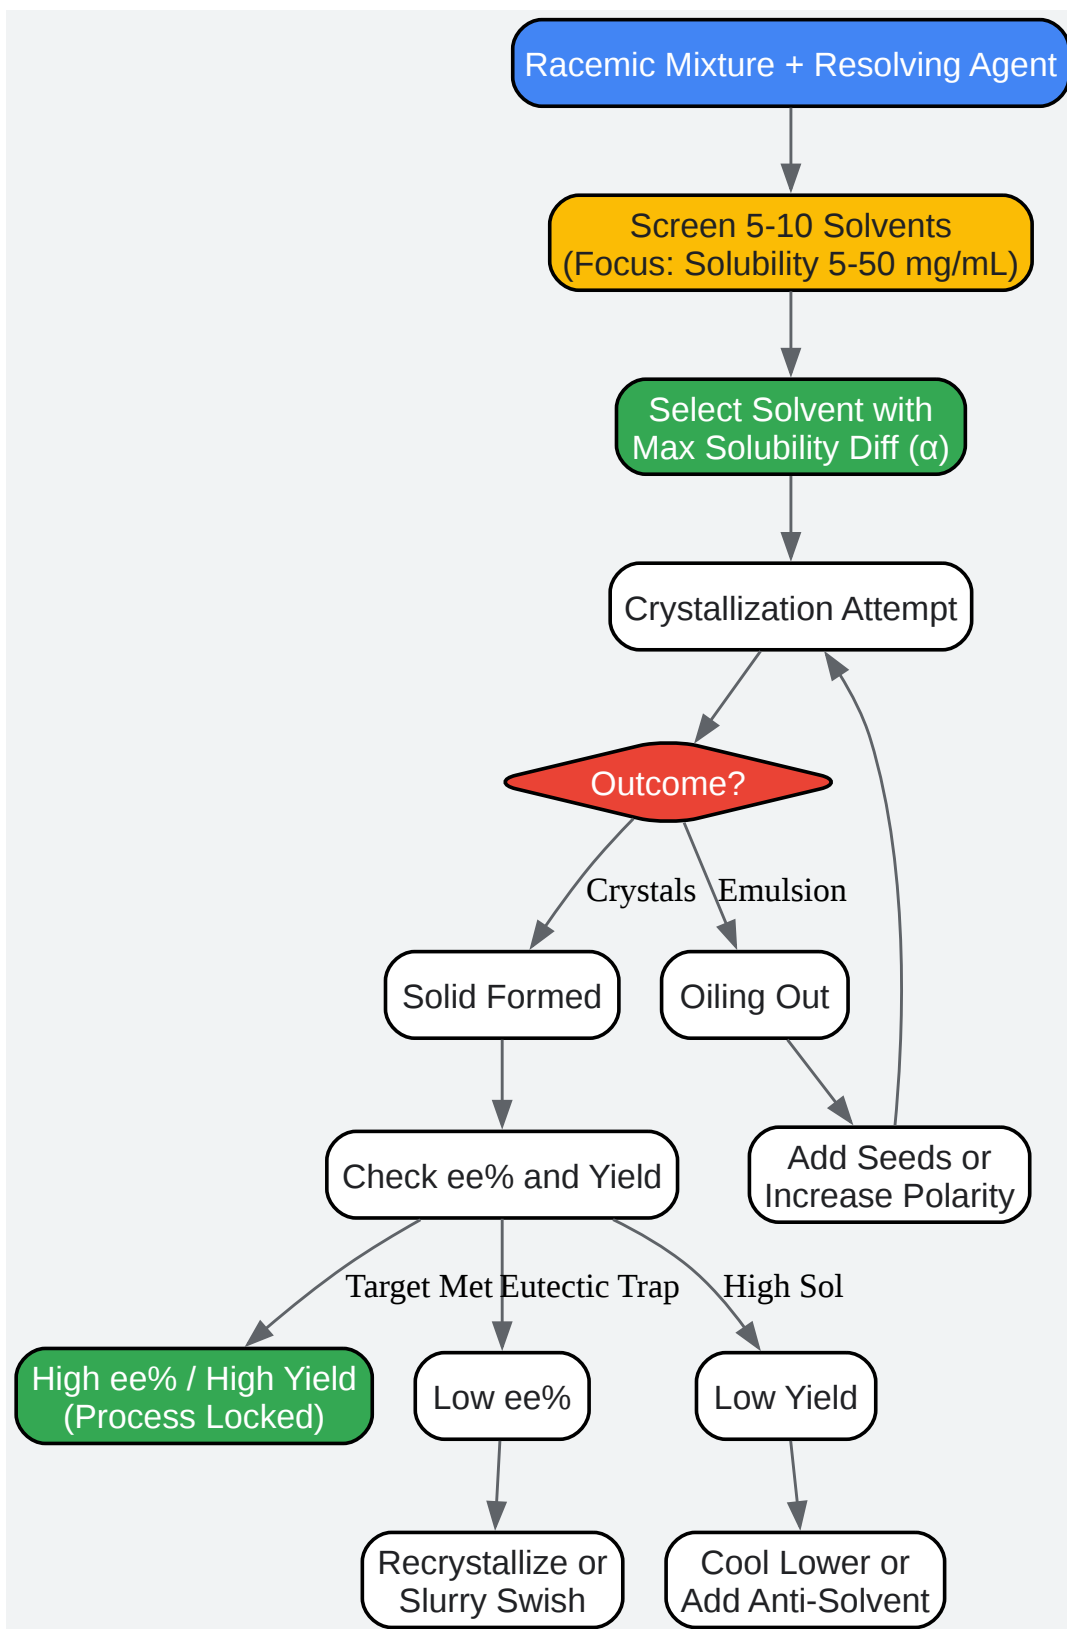 Racemic Mixture + Resolving Agent
Screen 5-10 Solvents
(Focus: Solubility 5-50 mg/mL)
Select Solvent with
Max Solubility Diff (α)
Crystallization Attempt
Outcome?
Crystals
Emulsion
Solid Formed
Oiling Out
Check ee% and Yield
Add Seeds or
Increase Polarity
Target Met
Eutectic Trap
High Sol
High ee% / High Yield
(Process Locked)
Low ee%
Low Yield
Recrystallize or
Slurry Swish
Cool Lower or
Add Anti-Solvent